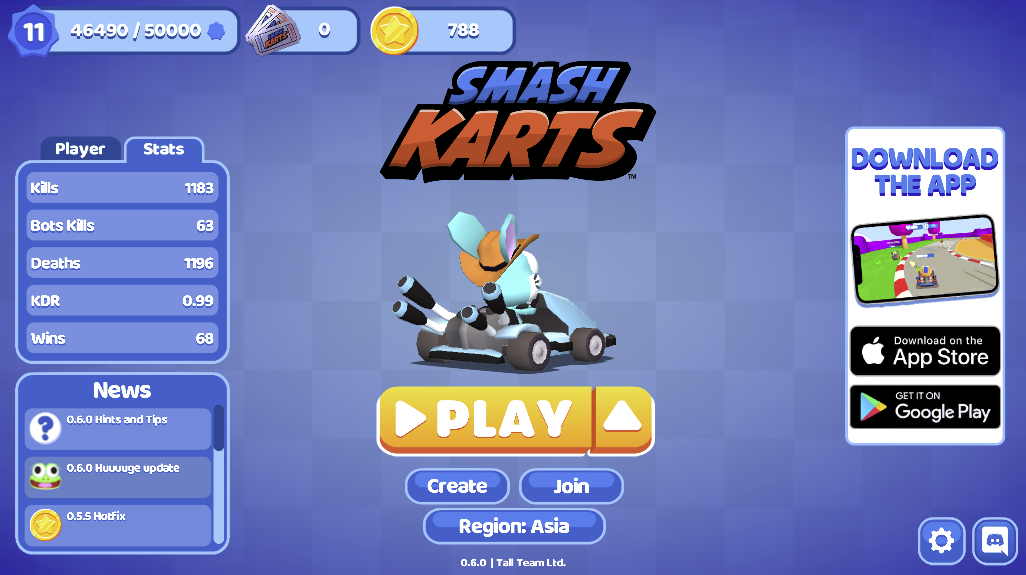 11
46490 / 50000
KARTS
0
788
SMASH
KARTS
TM
Player
Stats
Kills 1183
Bots Kills 63
Deaths 1196
KDR 0.99
Wins 68
News
0.6.0 Hints and Tips
0.6.0 Huuuuge update
0.5.5 Hotfix
PLAY
Create
Join
Region: Asia
0.6.0 | Tall Team Ltd.
DOWNLOAD
THE APP
Download on the
App Store
GET IT ON
Google Play